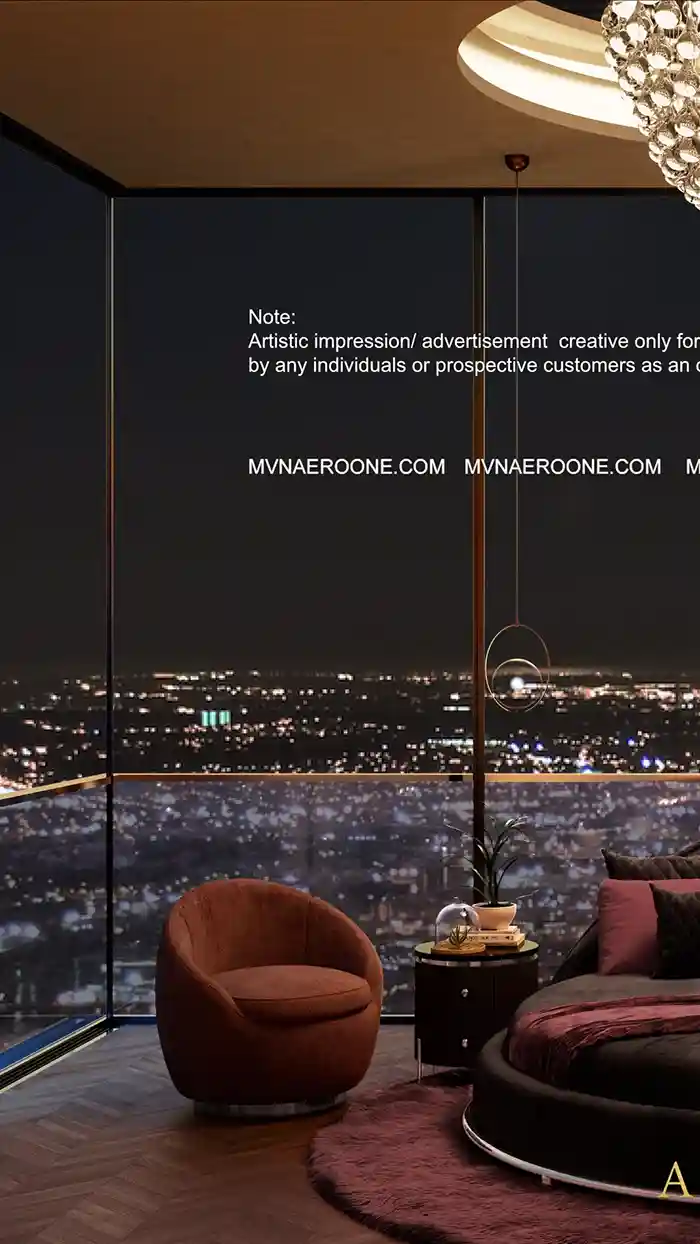 Note:
Artistic impression/ advertisement creative only for
by any individuals or prospective customers as an
MVNAEROONE.COM MVNAEROONE.COM M
A